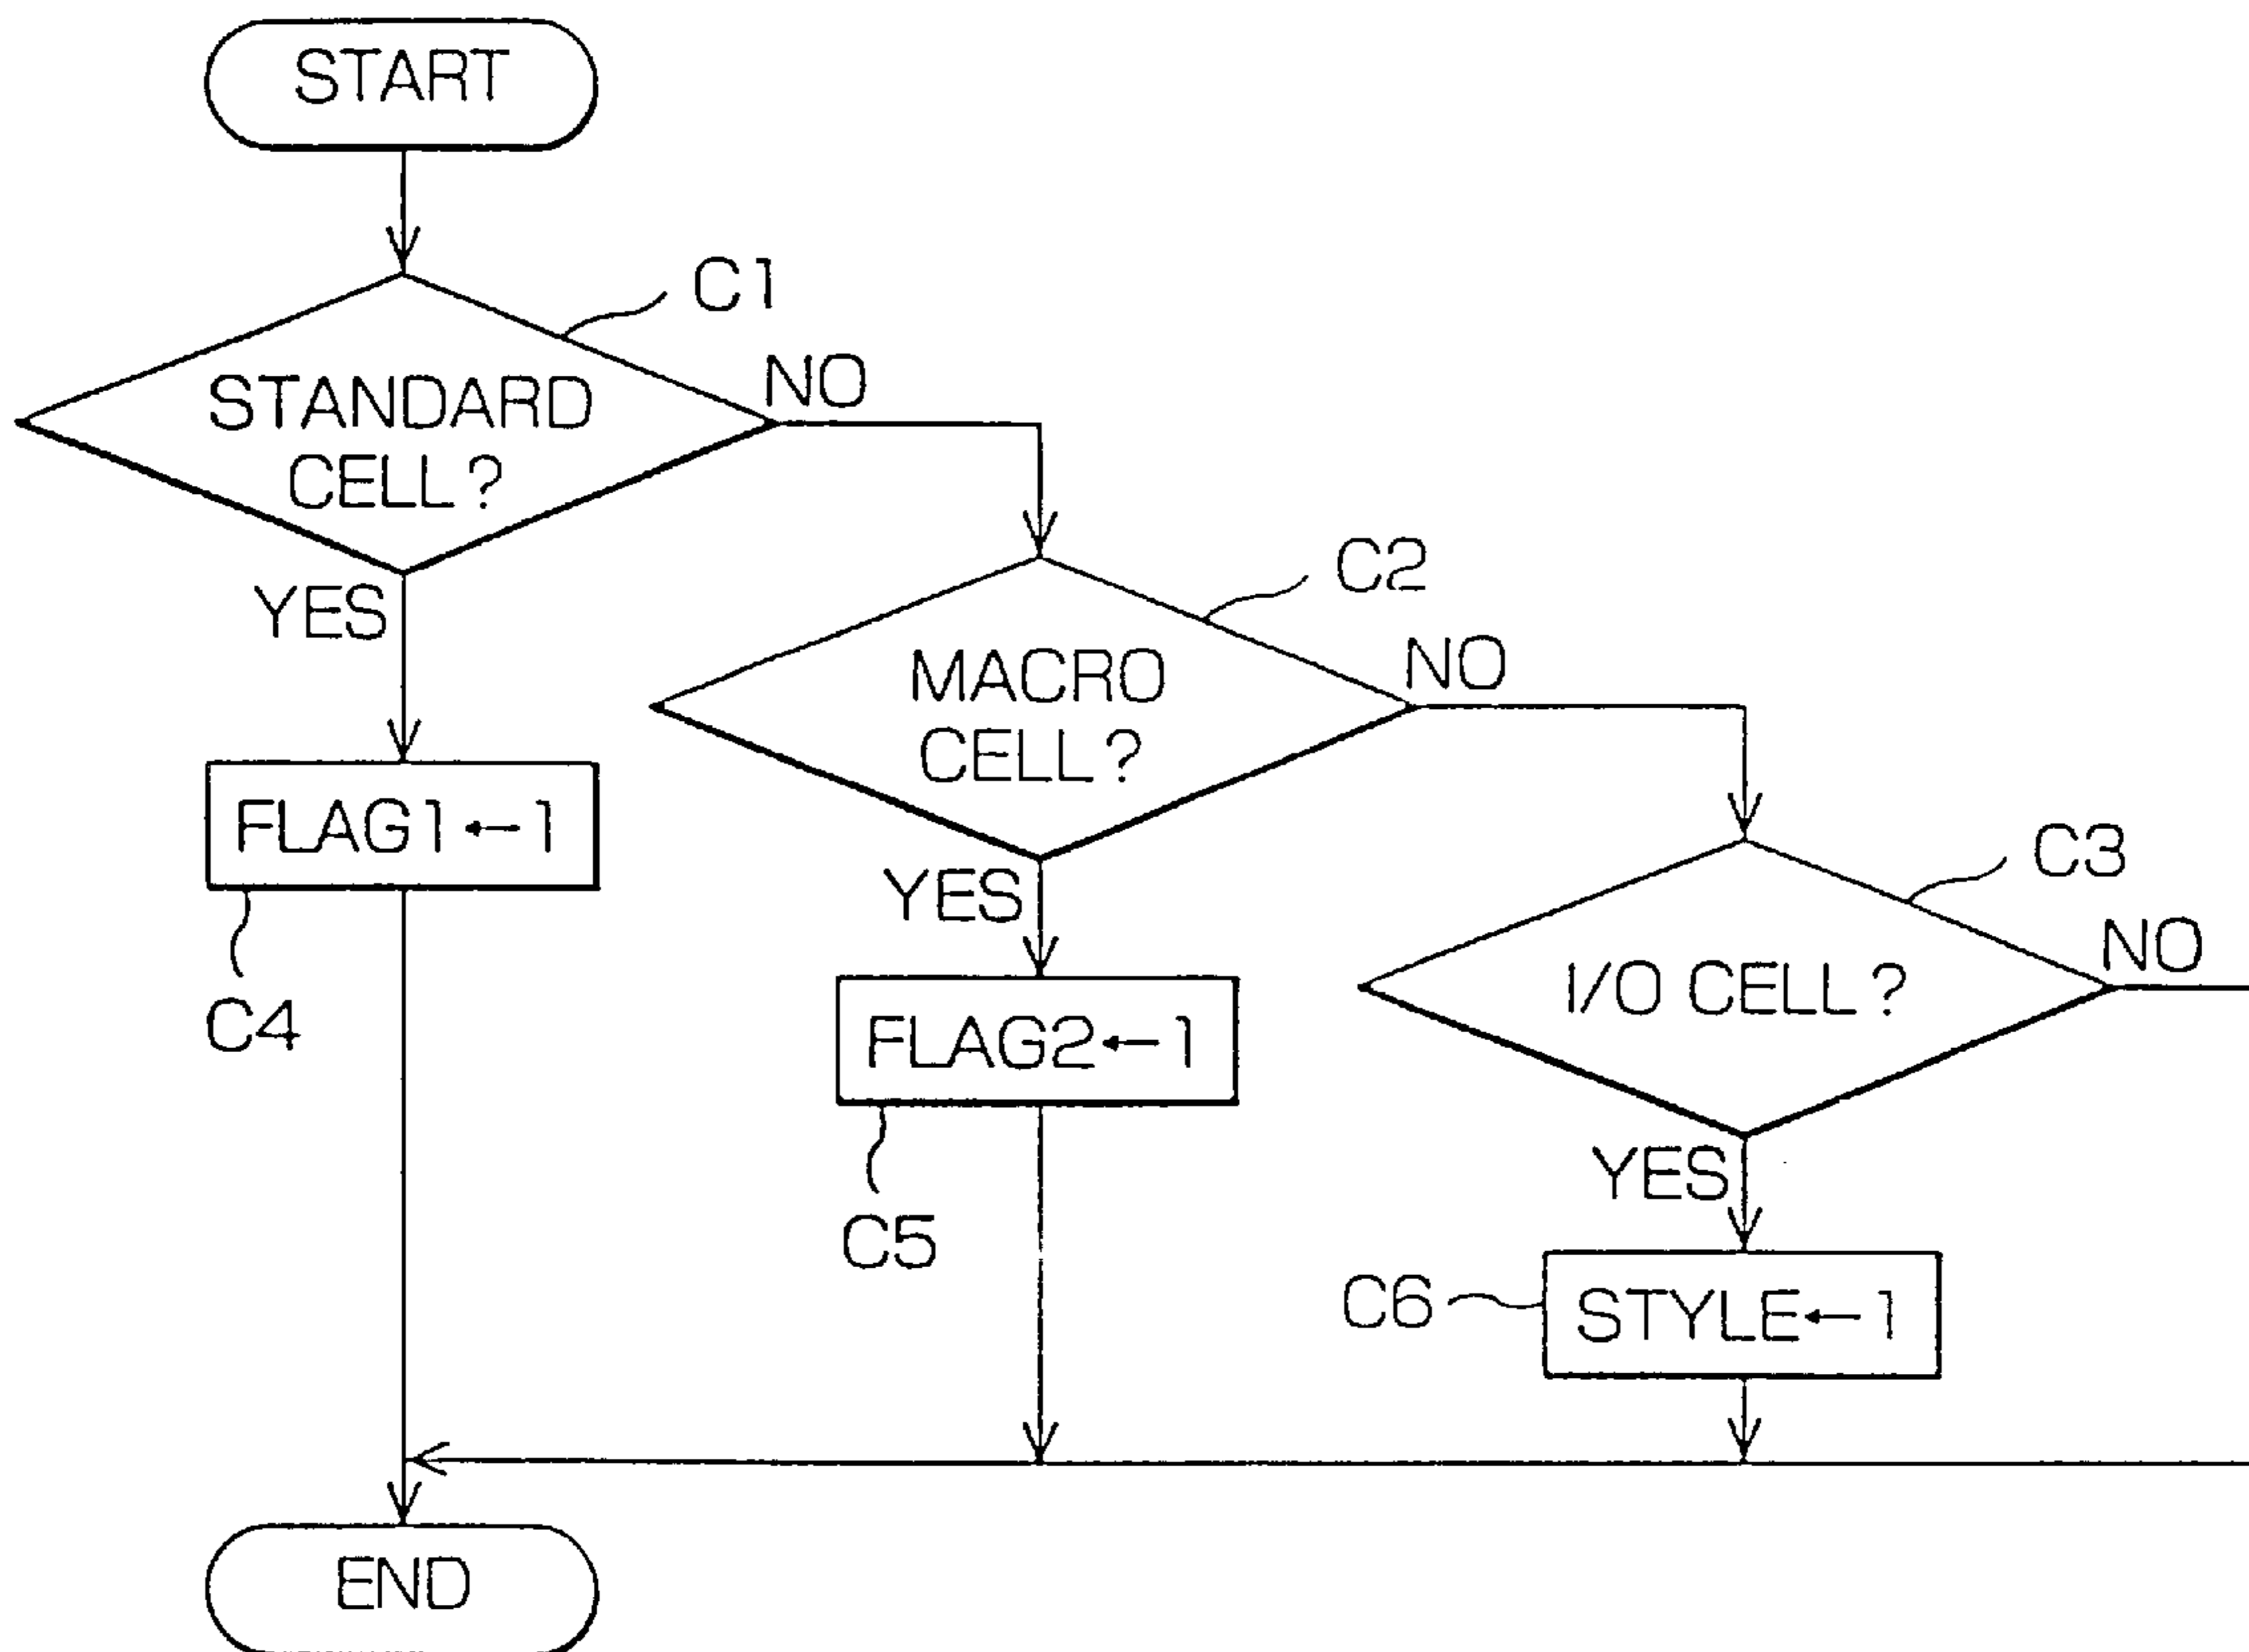 START
C1
STANDARD
CELL?
NO
YES
C2
MACRO
CELL?
NO
YES
FLAG1←1
C4
C3
I/O CELL?
NO
YES
FLAG2←1
C5
C6
STYLE←1
END